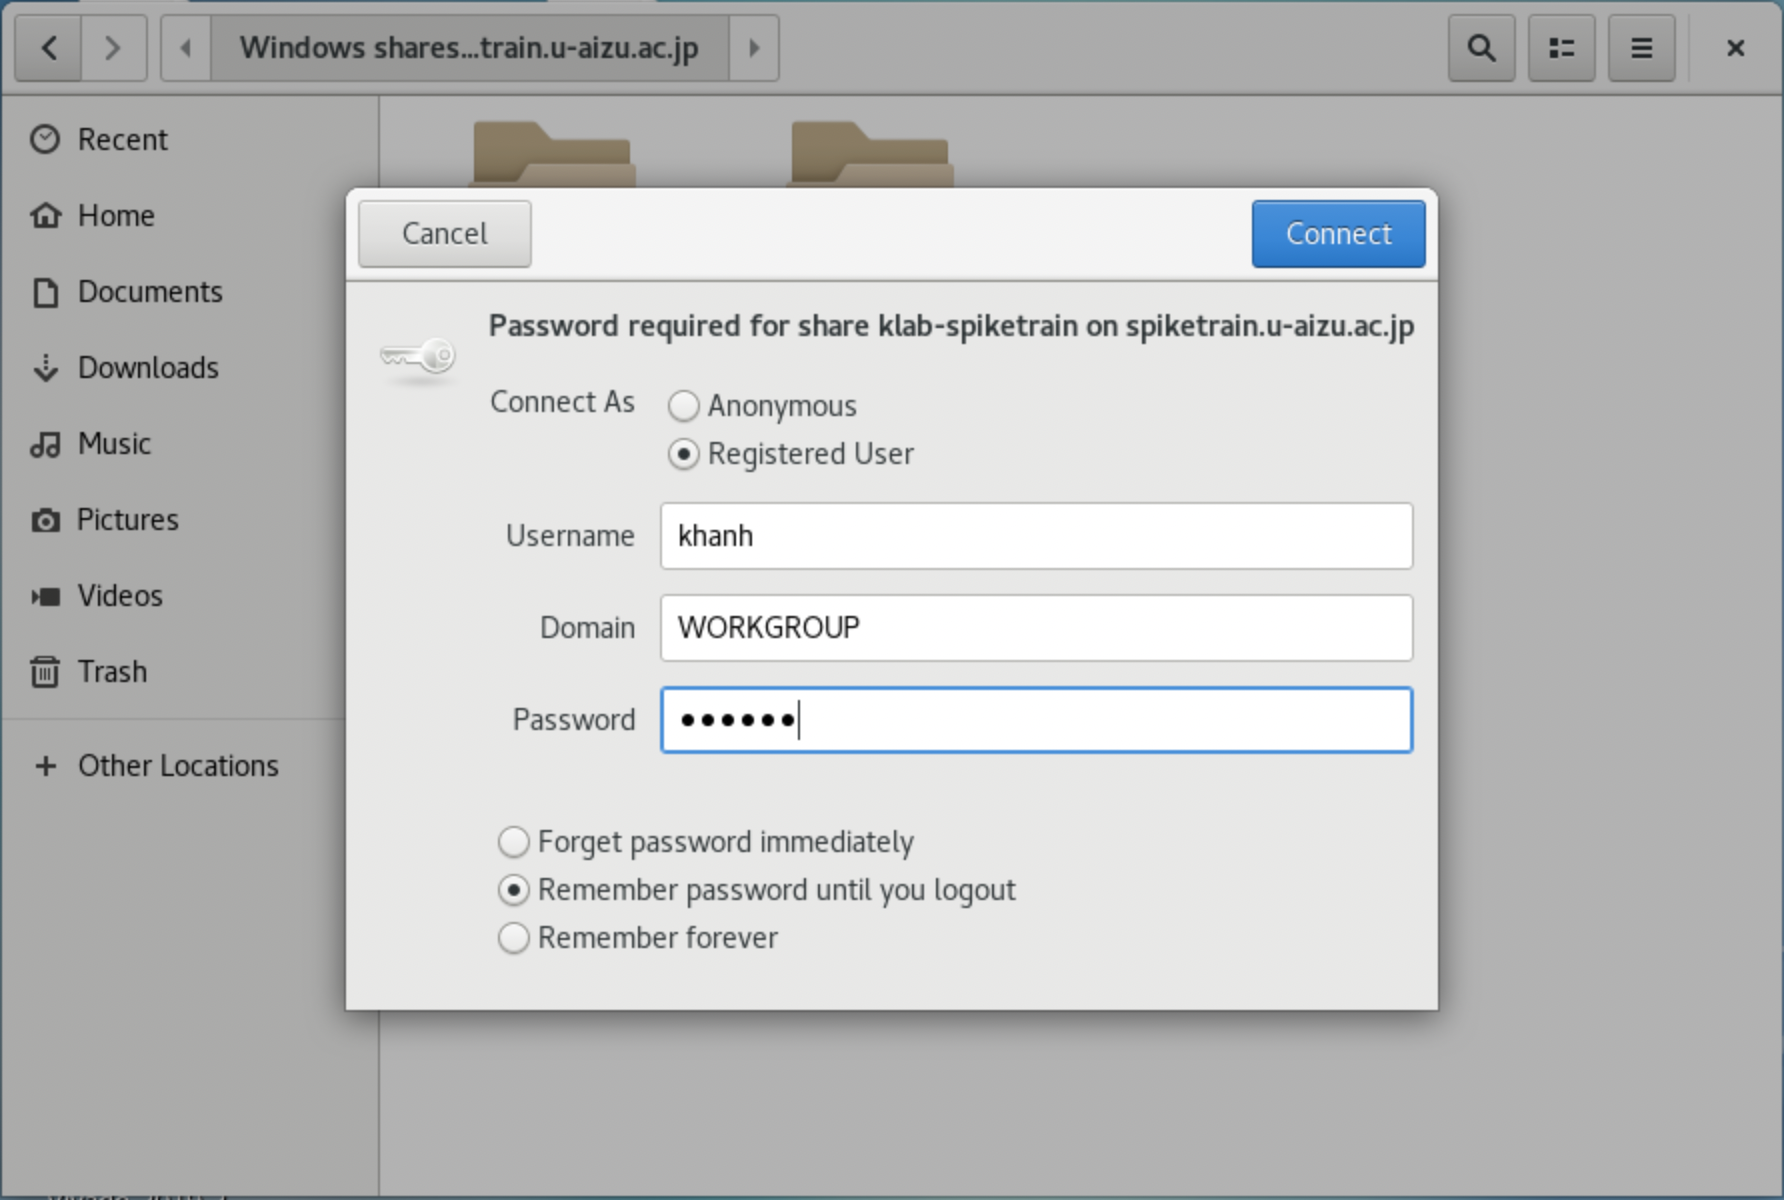 Windows shares...train.u-aizu.ac.jp
Recent
Home
Documents
Downloads
Music
Pictures
Videos
Trash
Other Locations
Cancel
Connect
Password required for share klab-spiketrain on spiketrain.u-aizu.ac.jp
Connect As
Anonymous
Registered User
Username
khanh
Domain
WORKGROUP
Password
Forget password immediately
Remember password until you logout
Remember forever